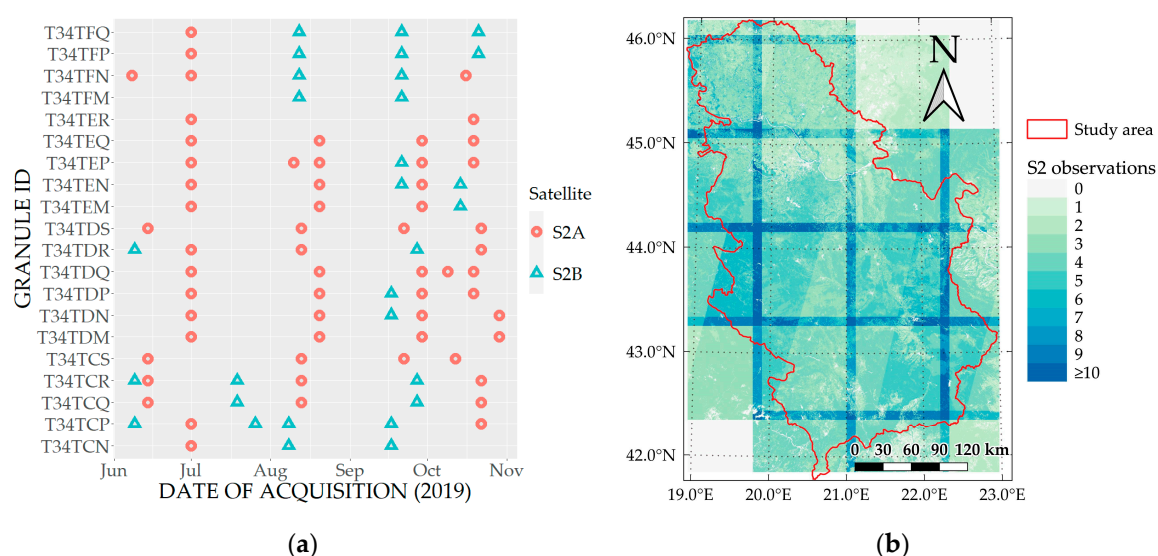 GRANULE ID
T34TFQ
T34TFP
T34TFN
T34TFM
T34TER
T34TEQ
T34TEP
T34TEN
T34TEM
T34TDS
T34TDR
T34TDQ
T34TDP
T34TDN
T34TDM
T34TCS
T34TCR
T34TCQ
T34TCP
T34TCN
Jun Jul Aug Sep Oct Nov
DATE OF ACQUISITION (2019)
Satellite
S2A
S2B
(a)
46.0°N
45.0°N
44.0°N
43.0°N
42.0°N
N
0 30 60 90 120 km
19.0°E 20.0°E 21.0°E 22.0°E 23.0°E
Study area
S2 observations
0
1
2
3
4
5
6
7
8
9
≥10
(b)